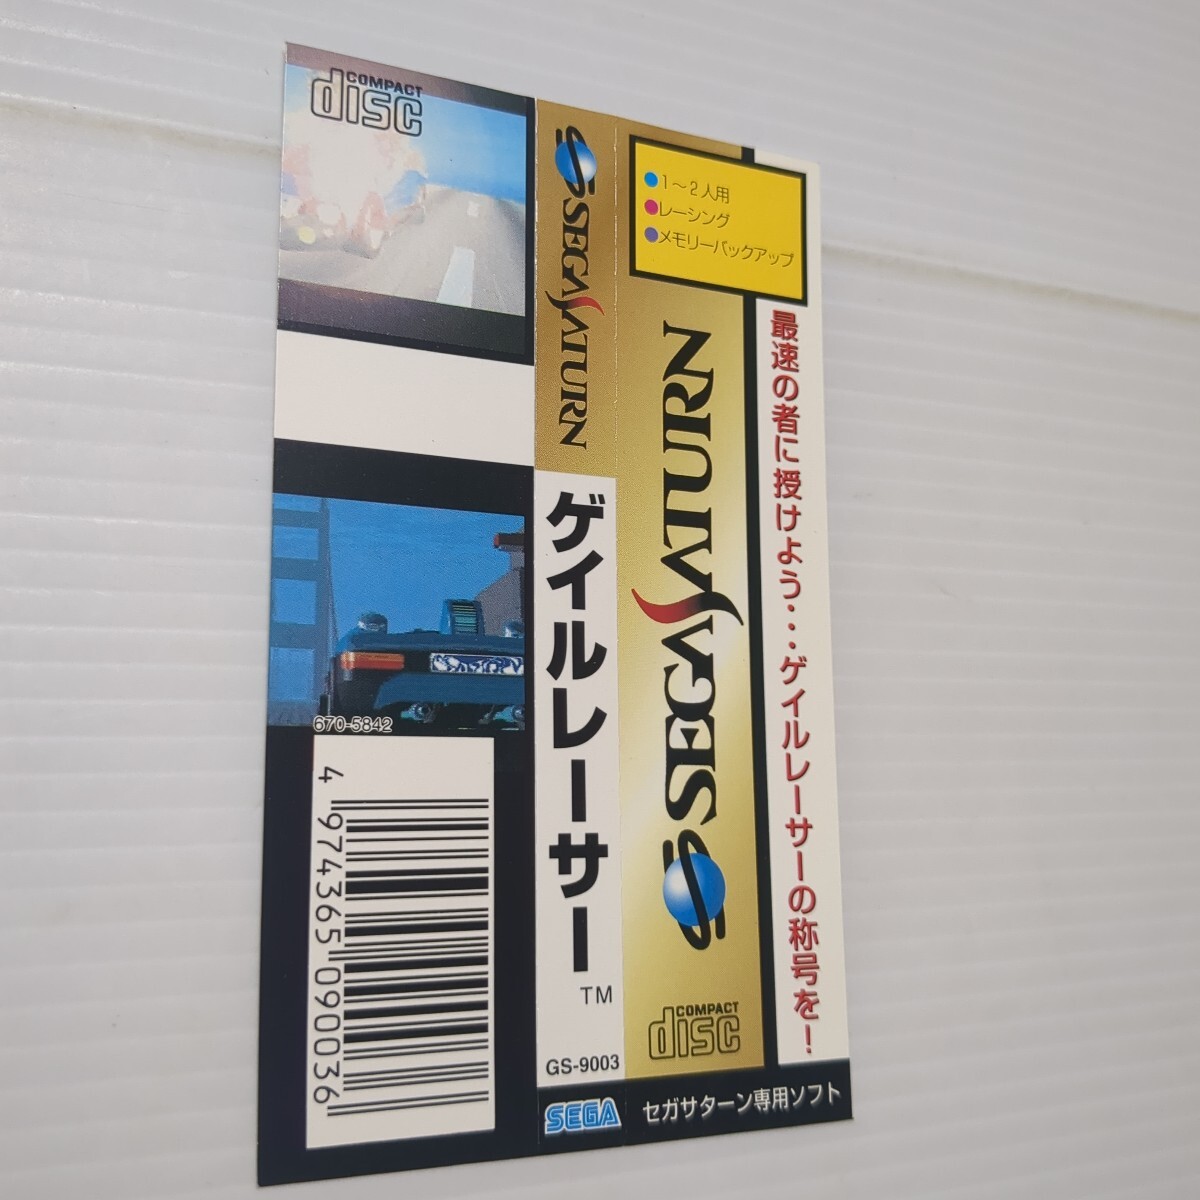 COMPACT
disc
670-5842
4 974365 090036
SEGA SATURN
ゲイルレーサー
TM
GS-9003
SEGA
●1～2人用
●レーシング
●メモリーバックアップ
SEGA SATURN
COMPACT
disc
最速の者に授けよう・・・ゲイルレーサーの称号を！
セガサターン専用ソフト